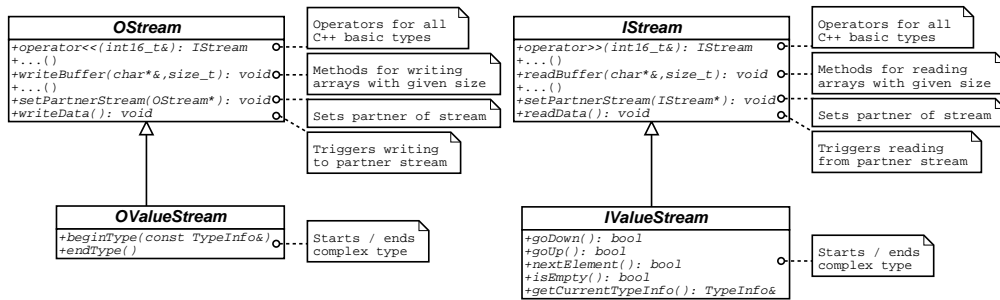 OStream
+operator<<(int16_t&): IStream
+...()
+writeBuffer(char*&,size_t): void
+...()
+setPartnerStream(OStream*): void
+writeData(): void
Operators for all
C++ basic types
Methods for writing
arrays with given size
Sets partner of stream
Triggers writing
to partner stream
OValueStream
+beginType(const TypeInfo&)
+endType()
Starts / ends
complex type
IStream
+operator>>(int16_t&): IStream
+...()
+readBuffer(char*&,size_t): void
+...()
+setPartnerStream(IStream*): void
+readData(): void
Operators for all
C++ basic types
Methods for reading
arrays with given size
Sets partner of stream
Triggers reading
from partner stream
IValueStream
+goDown(): bool
+goUp(): bool
+nextElement(): bool
+isEmpty(): bool
+getCurrentTypeInfo(): TypeInfo&
Starts / ends
complex type